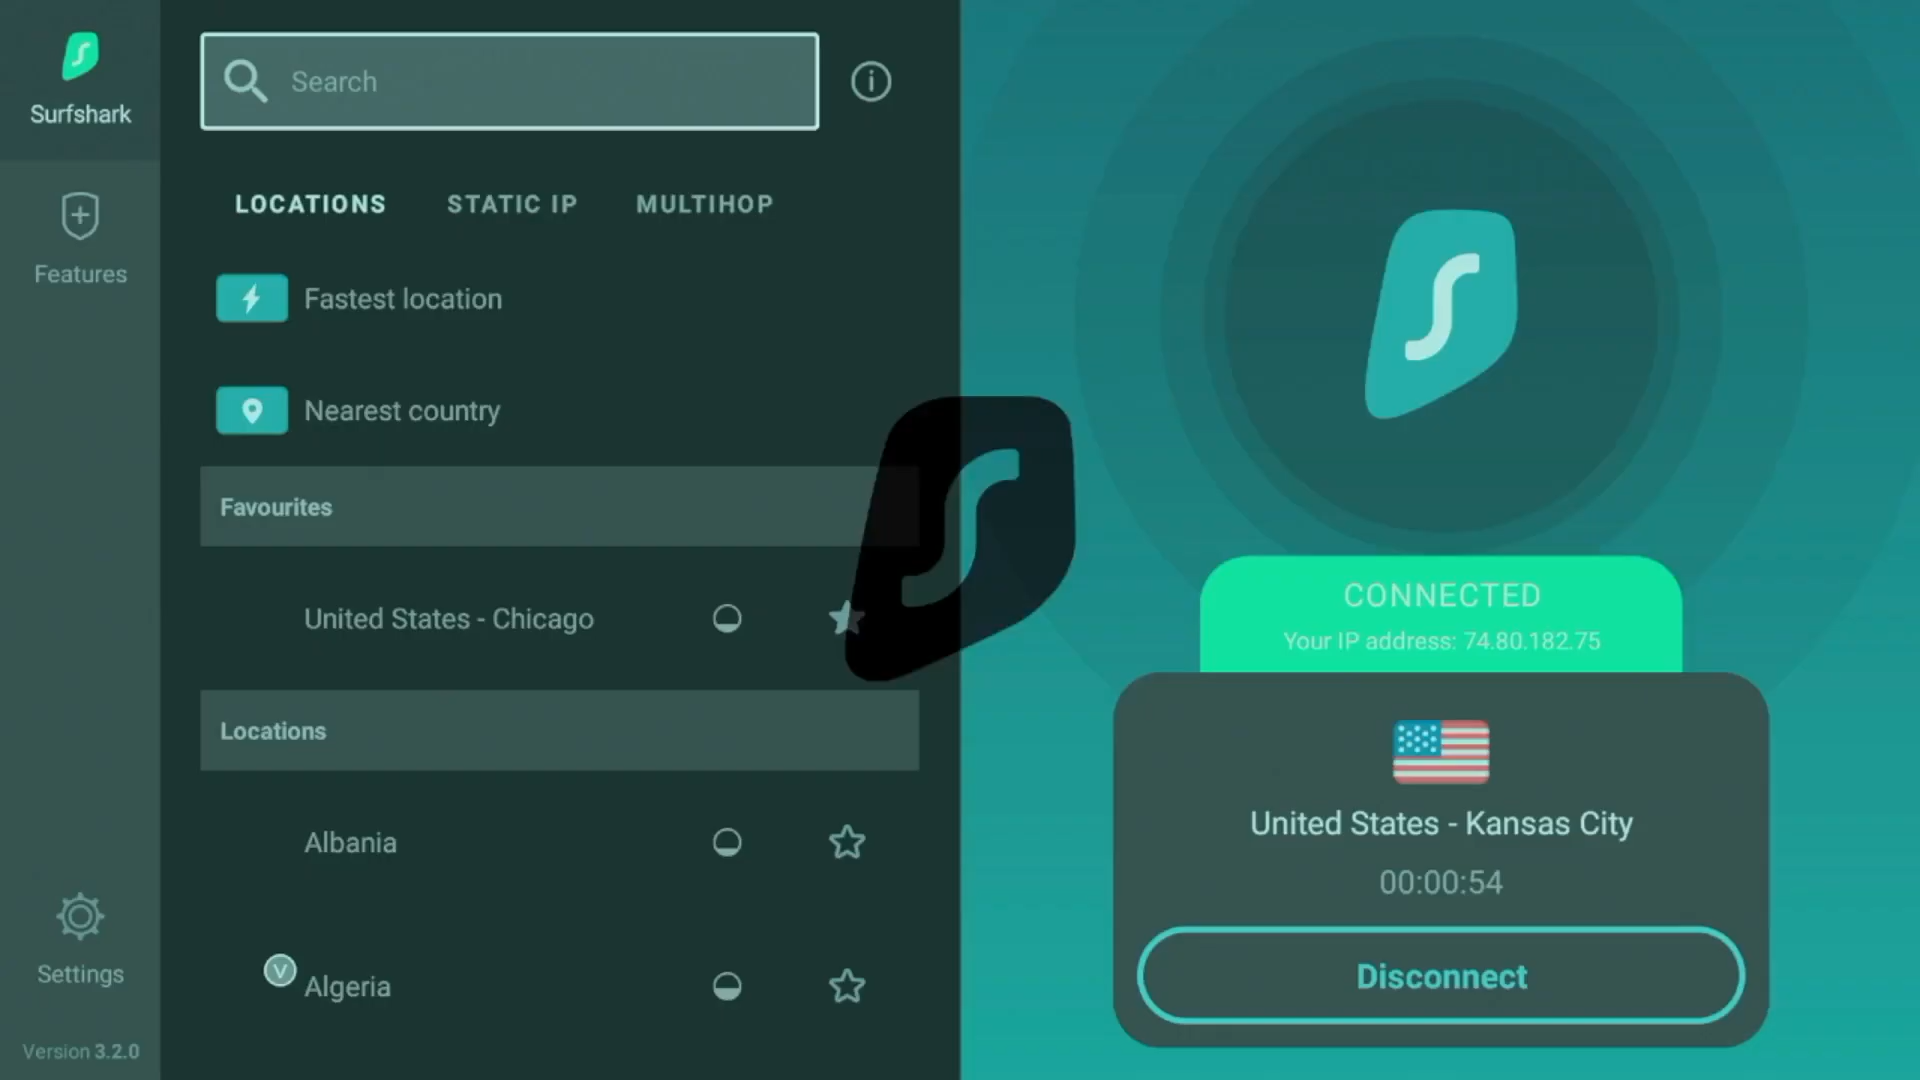 Surfshark
Features
Settings
Version 3.2.0
Search
LOCATIONS STATIC IP MULTIHOP
Fastest location
Nearest country
Favourites
United States - Chicago
Locations
Albania
V Algeria
CONNECTED
Your IP address: 74.80.182.75
United States - Kansas City
00:00:54
Disconnect